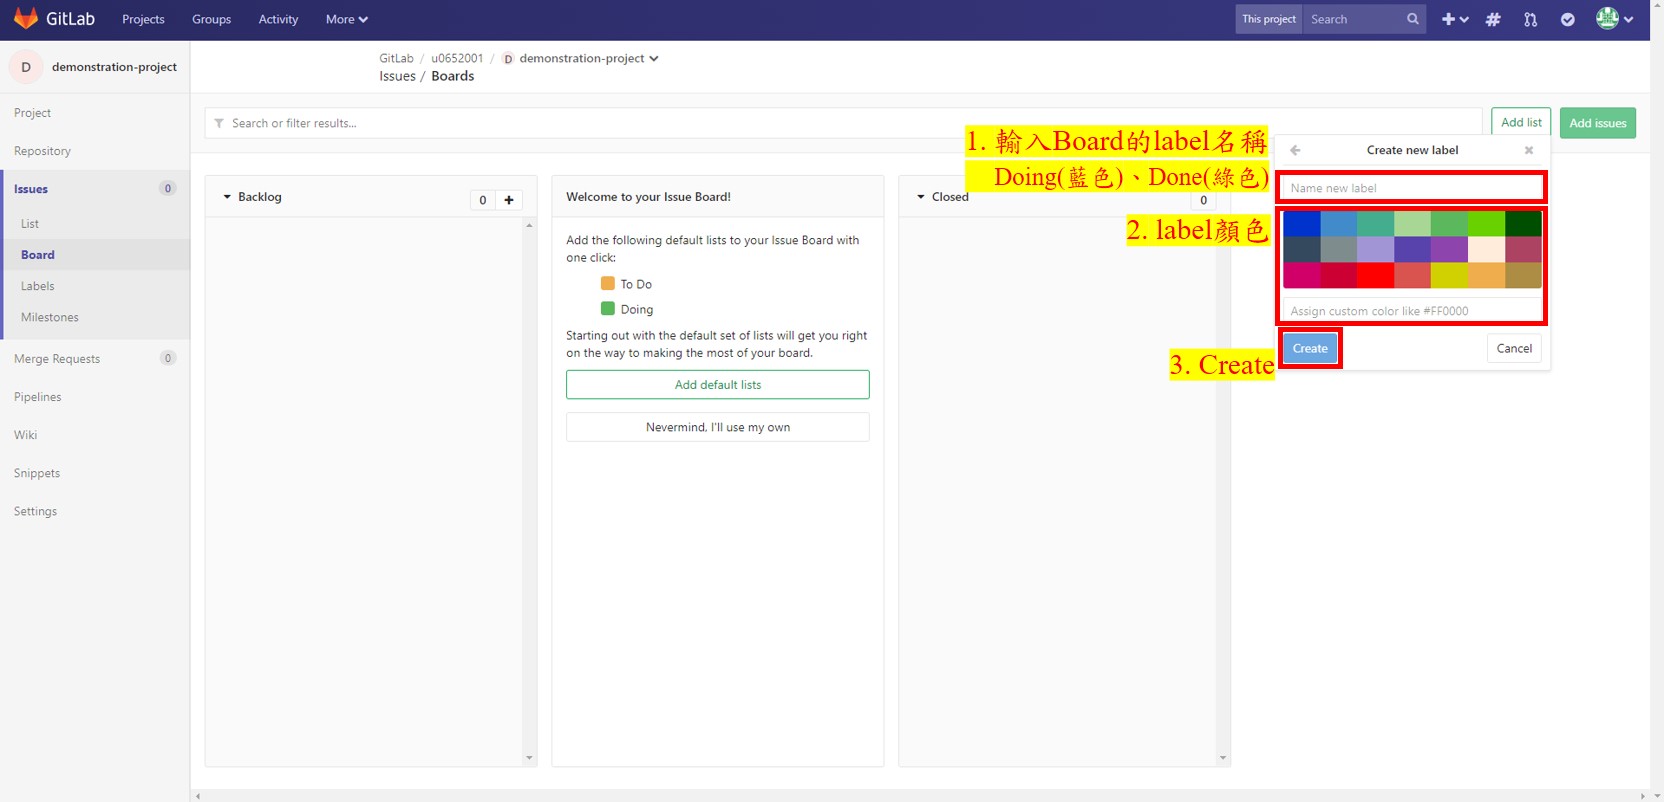 GitLab
Projects
Groups
Activity
More
This project
Search
D demonstration-project
Project
Repository
Issues 0
List
Board
Labels
Milestones
Merge Requests 0
Pipelines
Wiki
Snippets
Settings
GitLab / u0652001 / D demonstration-project
Issues / Boards
Search or filter results...
Add list
Add issues
1. 輸入Board的label名稱
Doing(藍色)、Done(綠色)
2. label顏色
3. Create
Create new label
Name new label
Assign custom color like #FF0000
Create
Cancel
Backlog
0
Welcome to your Issue Board!
Add the following default lists to your Issue Board with
one click:
To Do
Doing
Starting out with the default set of lists will get you right
on the way to making the most of your board.
Add default lists
Nevermind, I'll use my own
Closed
0